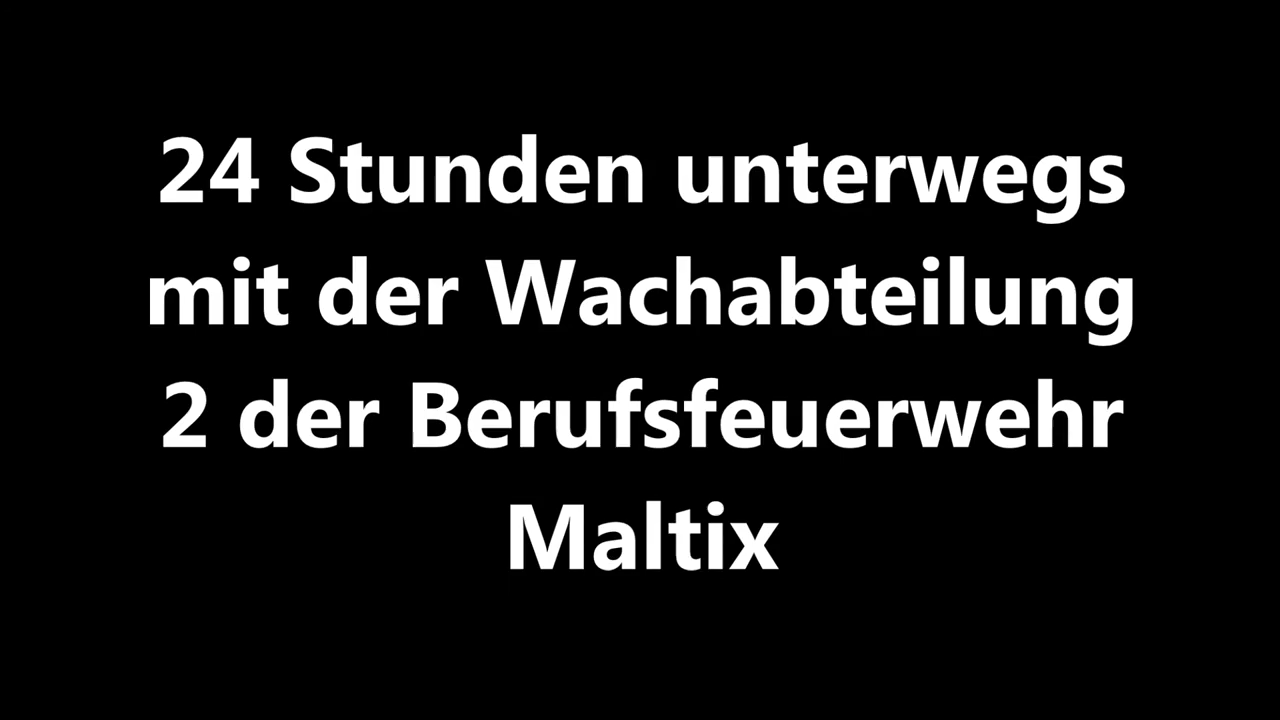 24 Stunden unterwegs
mit der Wachabteilung
2 der Berufsfeuerwehr
Maltix